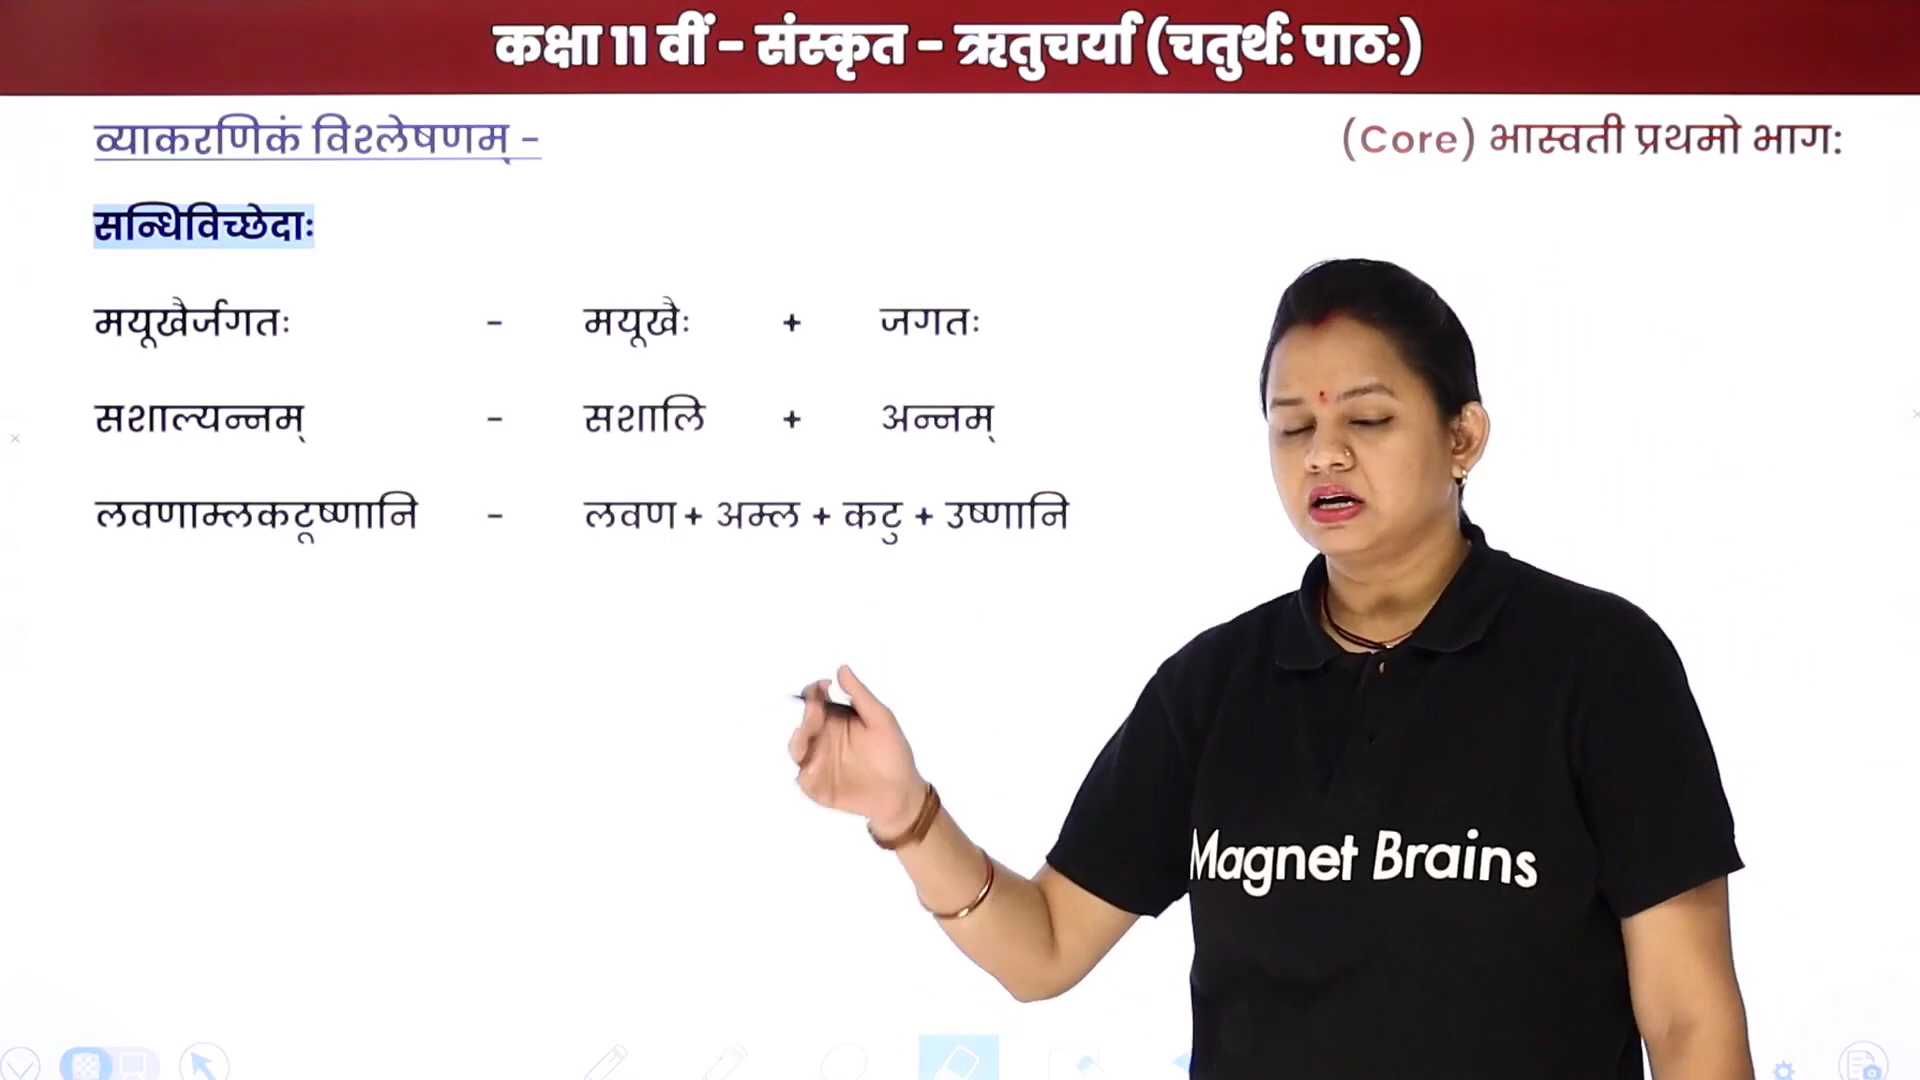 कक्षा 11 वीं - संस्कृत - ऋतुचर्या (चतुर्थ: पाठ:)
व्याकरणिकं विश्लेषणम् -
(Core) भास्वती प्रथमो भाग:
सन्धिविच्छेदाः
मयूखैर्जगतः - मयूखैः + जगतः
सशाल्यन्नम् - सशालि + अन्नम्
लवणाम्लकटूष्णानि - लवण + अम्ल + कटु + उष्णानि
Magnet Brains